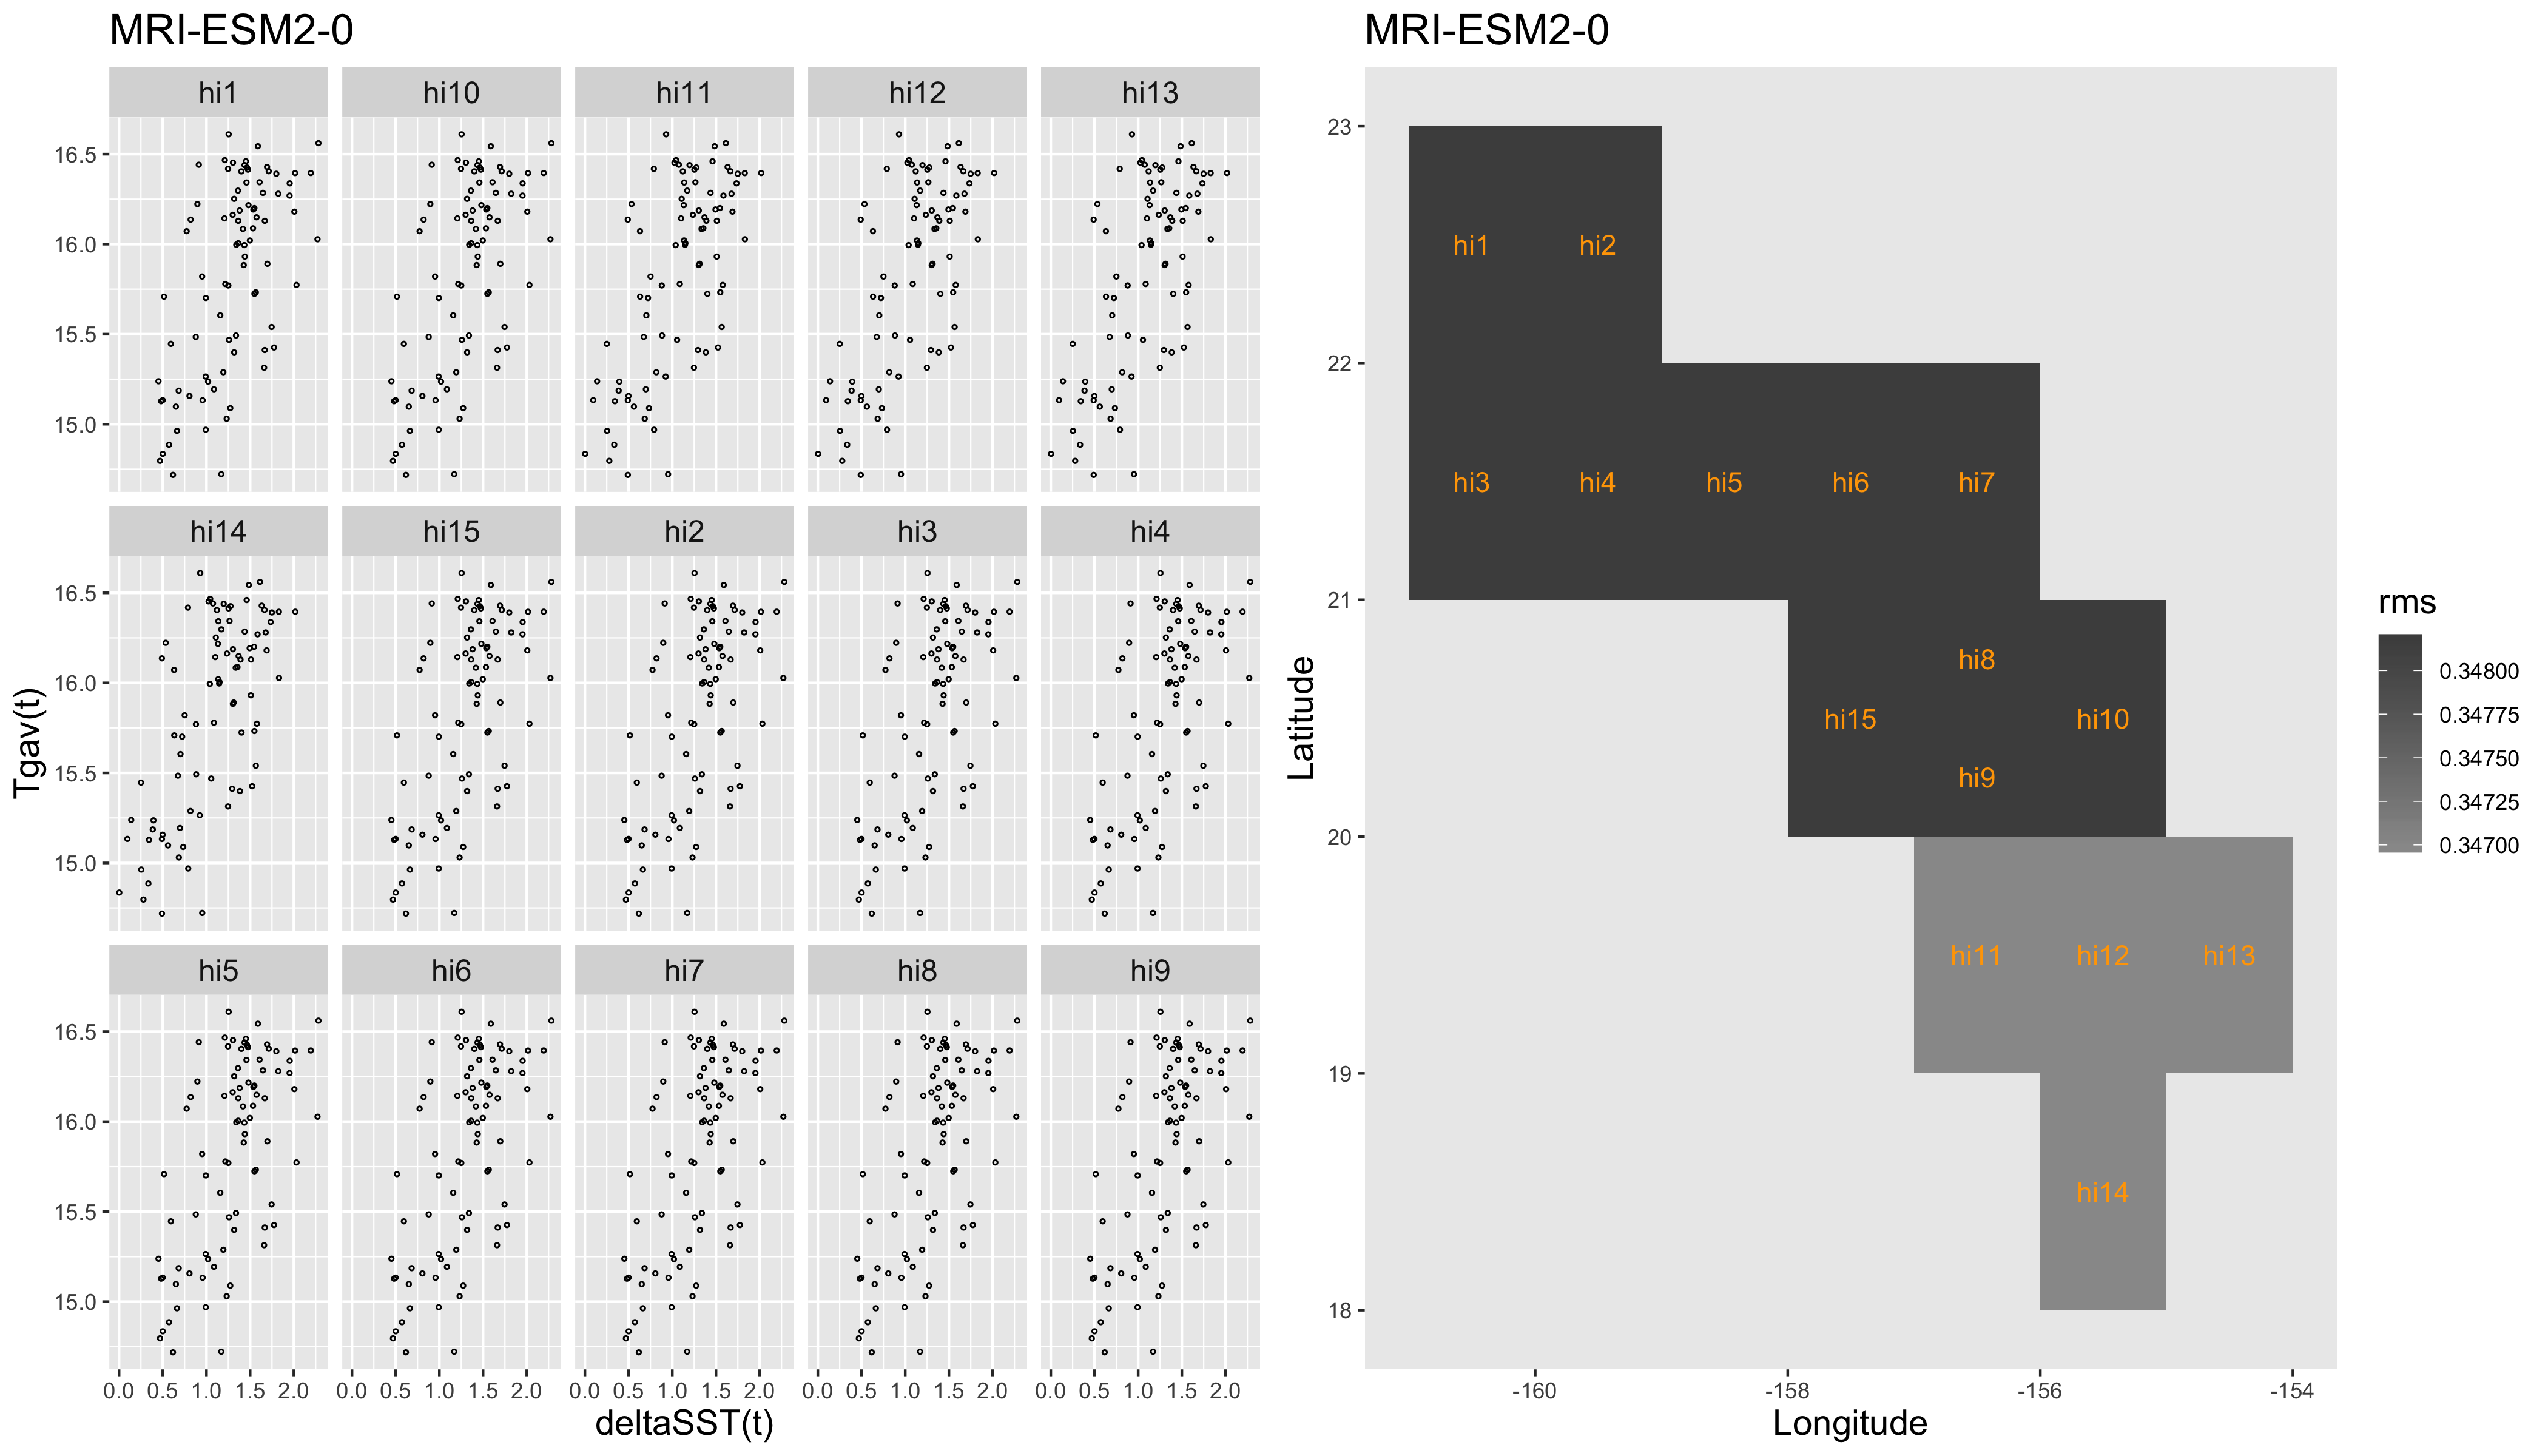 MRI-ESM2-0
hi1 hi10 hi11 hi12 hi13
16.5
16.0
15.5
15.0
hi14 hi15 hi2 hi3 hi4
16.5
16.0
15.5
15.0
hi5 hi6 hi7 hi8 hi9
16.5
16.0
15.5
15.0
0.0 0.5 1.0 1.5 2.0 0.0 0.5 1.0 1.5 2.0 0.0 0.5 1.0 1.5 2.0 0.0 0.5 1.0 1.5 2.0 0.0 0.5 1.0 1.5 2.0
deltaSST(t)
Tgav(t)
MRI-ESM2-0
23
hi1 hi2
22
hi3 hi4 hi5 hi6 hi7
21
hi8
hi15 hi10
hi9
20
hi11 hi12 hi13
19
hi14
18
-160 -158 -156 -154
Longitude
Latitude
rms
0.34800
0.34775
0.34750
0.34725
0.34700